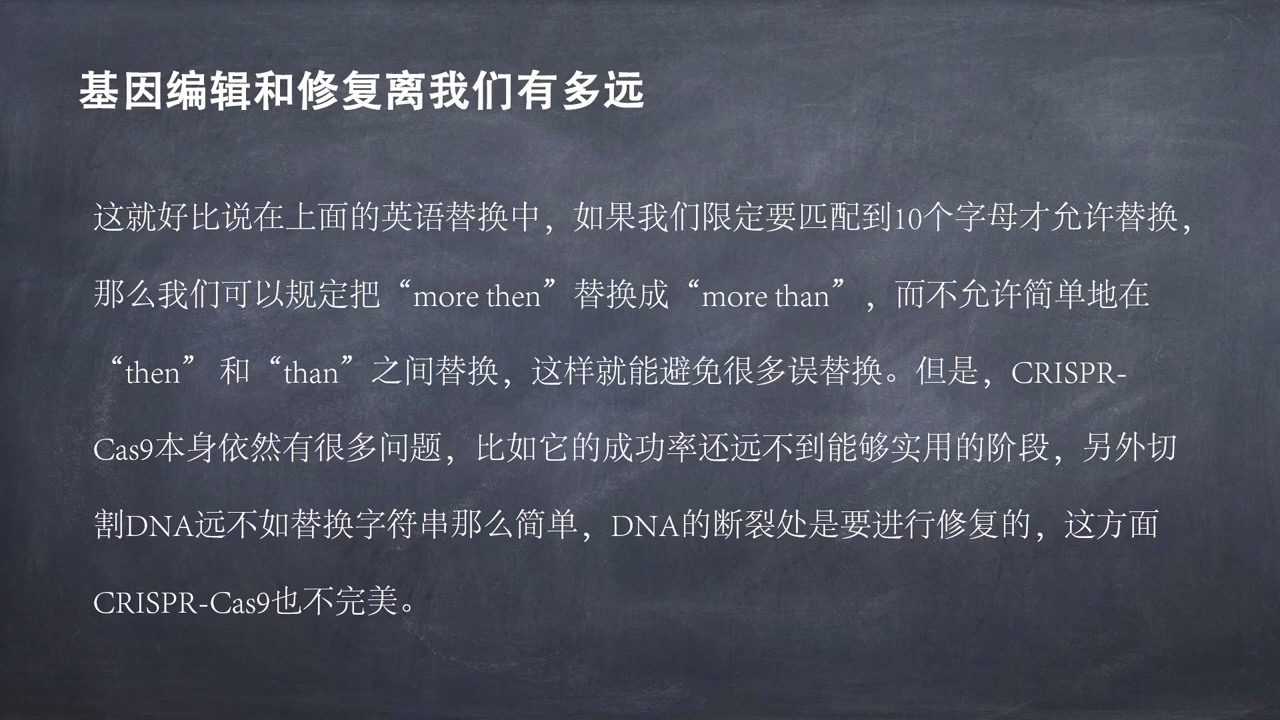 基因编辑和修复离我们有多远
这就好比说在上面的英语替换中，如果我们限定要匹配到10个字母才允许替换，
那么我们可以规定把“more then”替换成“more than”，而不允许简单地在
“then” 和“than”之间替换，这样就能避免很多误替换。但是，CRISPR-
Cas9本身依然有很多问题，比如它的成功率还远不到能够实用的阶段，另外切
割DNA远不如替换字符串那么简单，DNA的断裂处是要进行修复的，这方面
CRISPR-Cas9也不完美。